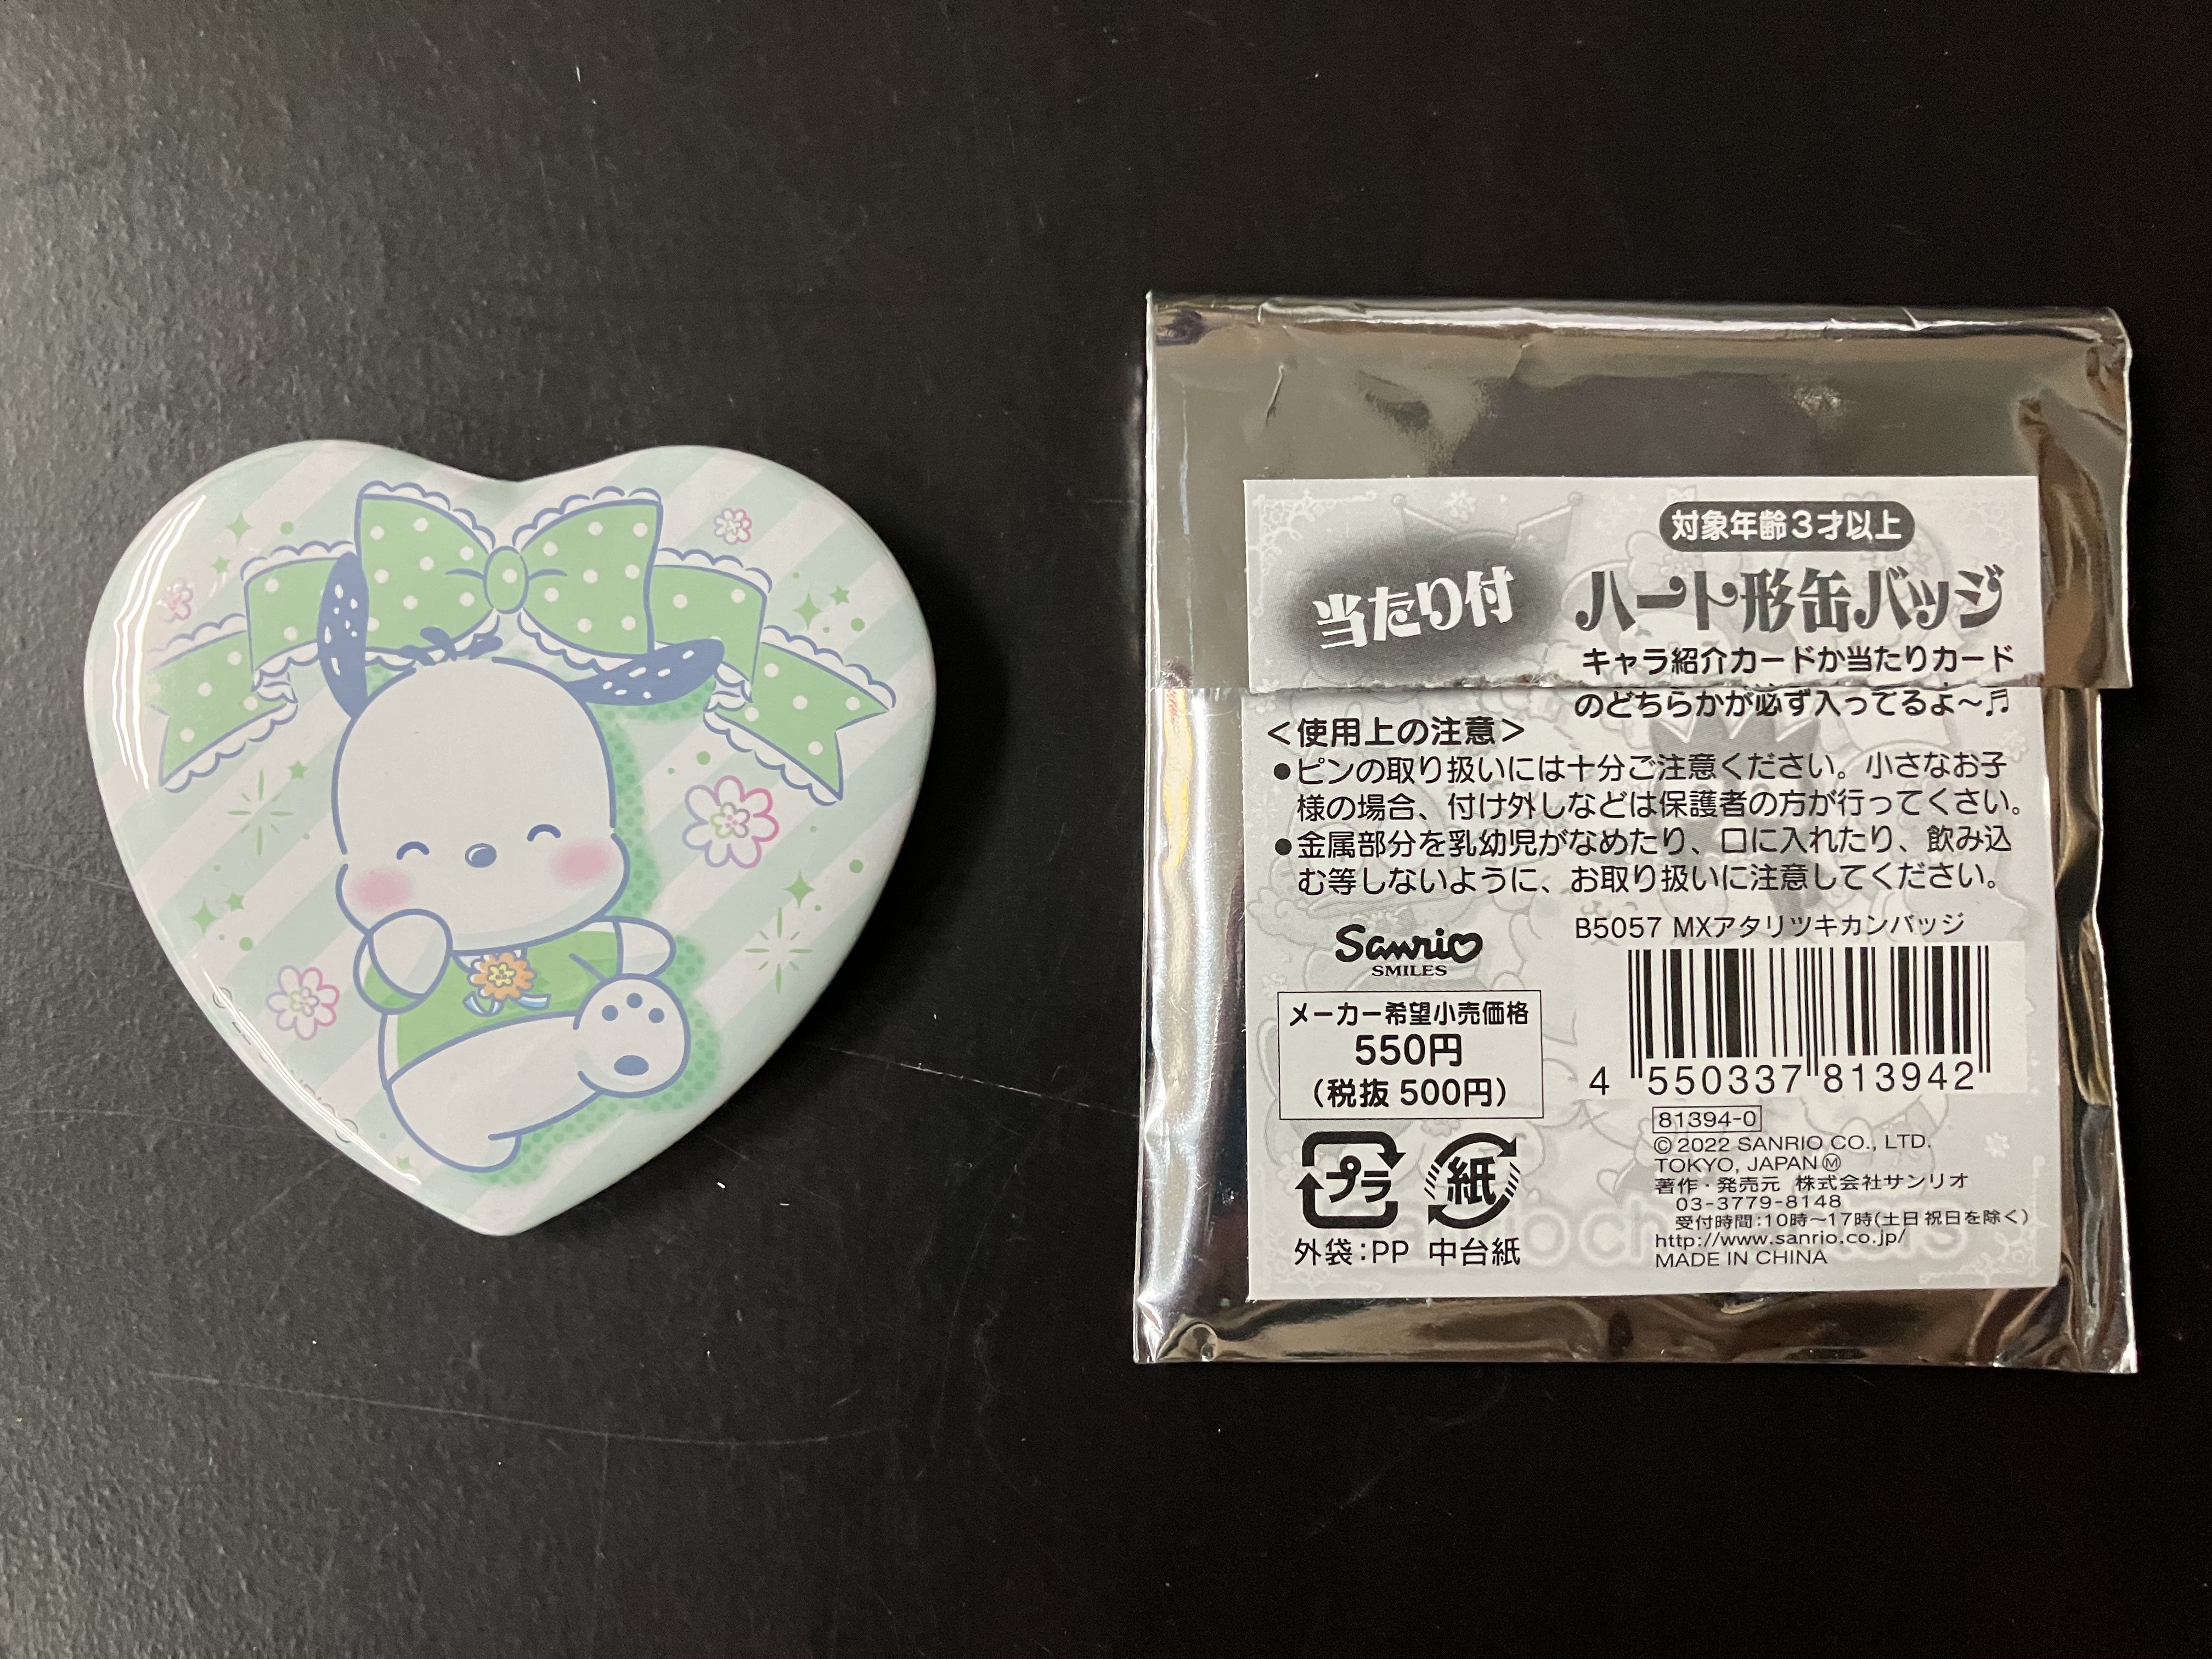 対象年齢3才以上
当たり付
ハート形缶バッジ
キャラ紹介カードか当たりカード
のどちらかが必ず入ってるよ～♬
＜使用上の注意＞
●ピンの取り扱いには十分ご注意ください。小さなお子
様の場合、付け外しなどは保護者の方が行ってくさい。
●金属部分を乳幼児がなめたり、口に入れたり、飲み込
む等しないように、お取り扱いに注意してください。
B5057 MXアタリツキカンバッジ
Sanrio
SMILES
メーカー希望小売価格
550円
(税抜 500円)
4 550337 813942
81394-0
© 2022 SANRIO CO., LTD.
TOKYO, JAPAN Ⓜ
著作・発売元 株式会社サンリオ
03-3779-8148
受付時間：10時～17時(土日祝日を除く)
http://www.sanrio.co.jp/
MADE IN CHINA
プラ
紙
外袋：PP 中台紙